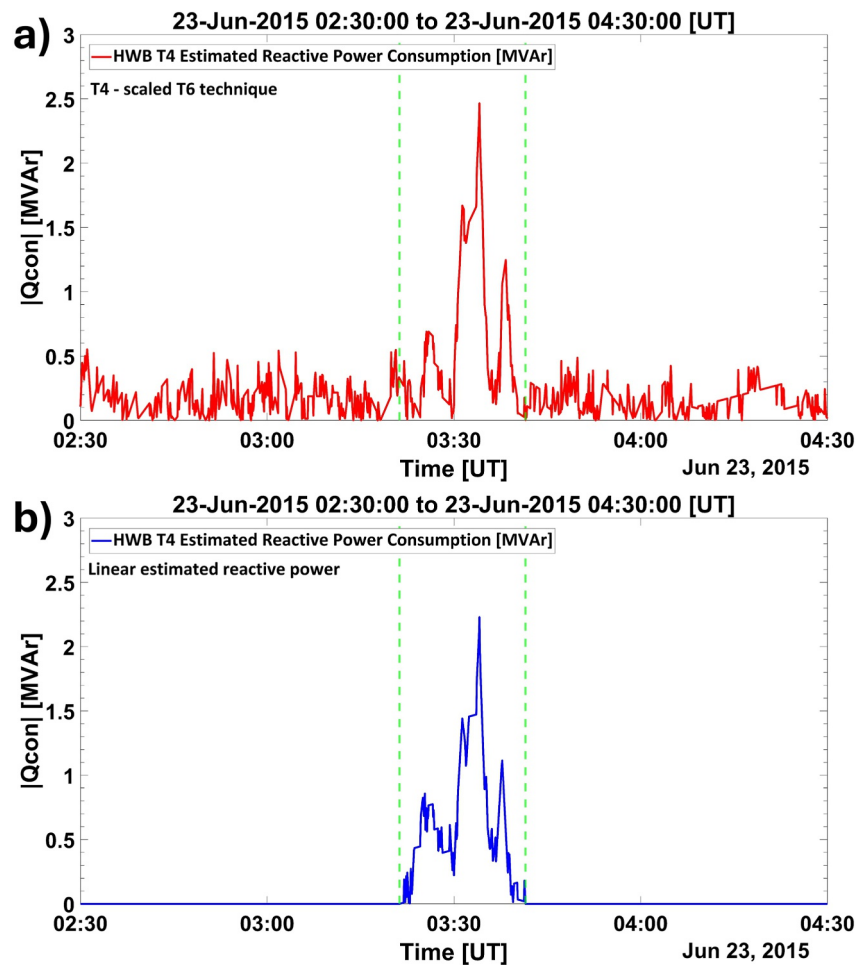 a)
23-Jun-2015 02:30:00 to 23-Jun-2015 04:30:00 [UT]
HWB T4 Estimated Reactive Power Consumption [MVAr]
T4 - scaled T6 technique
|Qcon| [MVAr]
3
2.5
2
1.5
1
0.5
0
02:30 03:00 03:30 04:00 04:30
Time [UT]
Jun 23, 2015
b)
23-Jun-2015 02:30:00 to 23-Jun-2015 04:30:00 [UT]
HWB T4 Estimated Reactive Power Consumption [MVAr]
Linear estimated reactive power
|Qcon| [MVAr]
3
2.5
2
1.5
1
0.5
0
02:30 03:00 03:30 04:00 04:30
Time [UT]
Jun 23, 2015